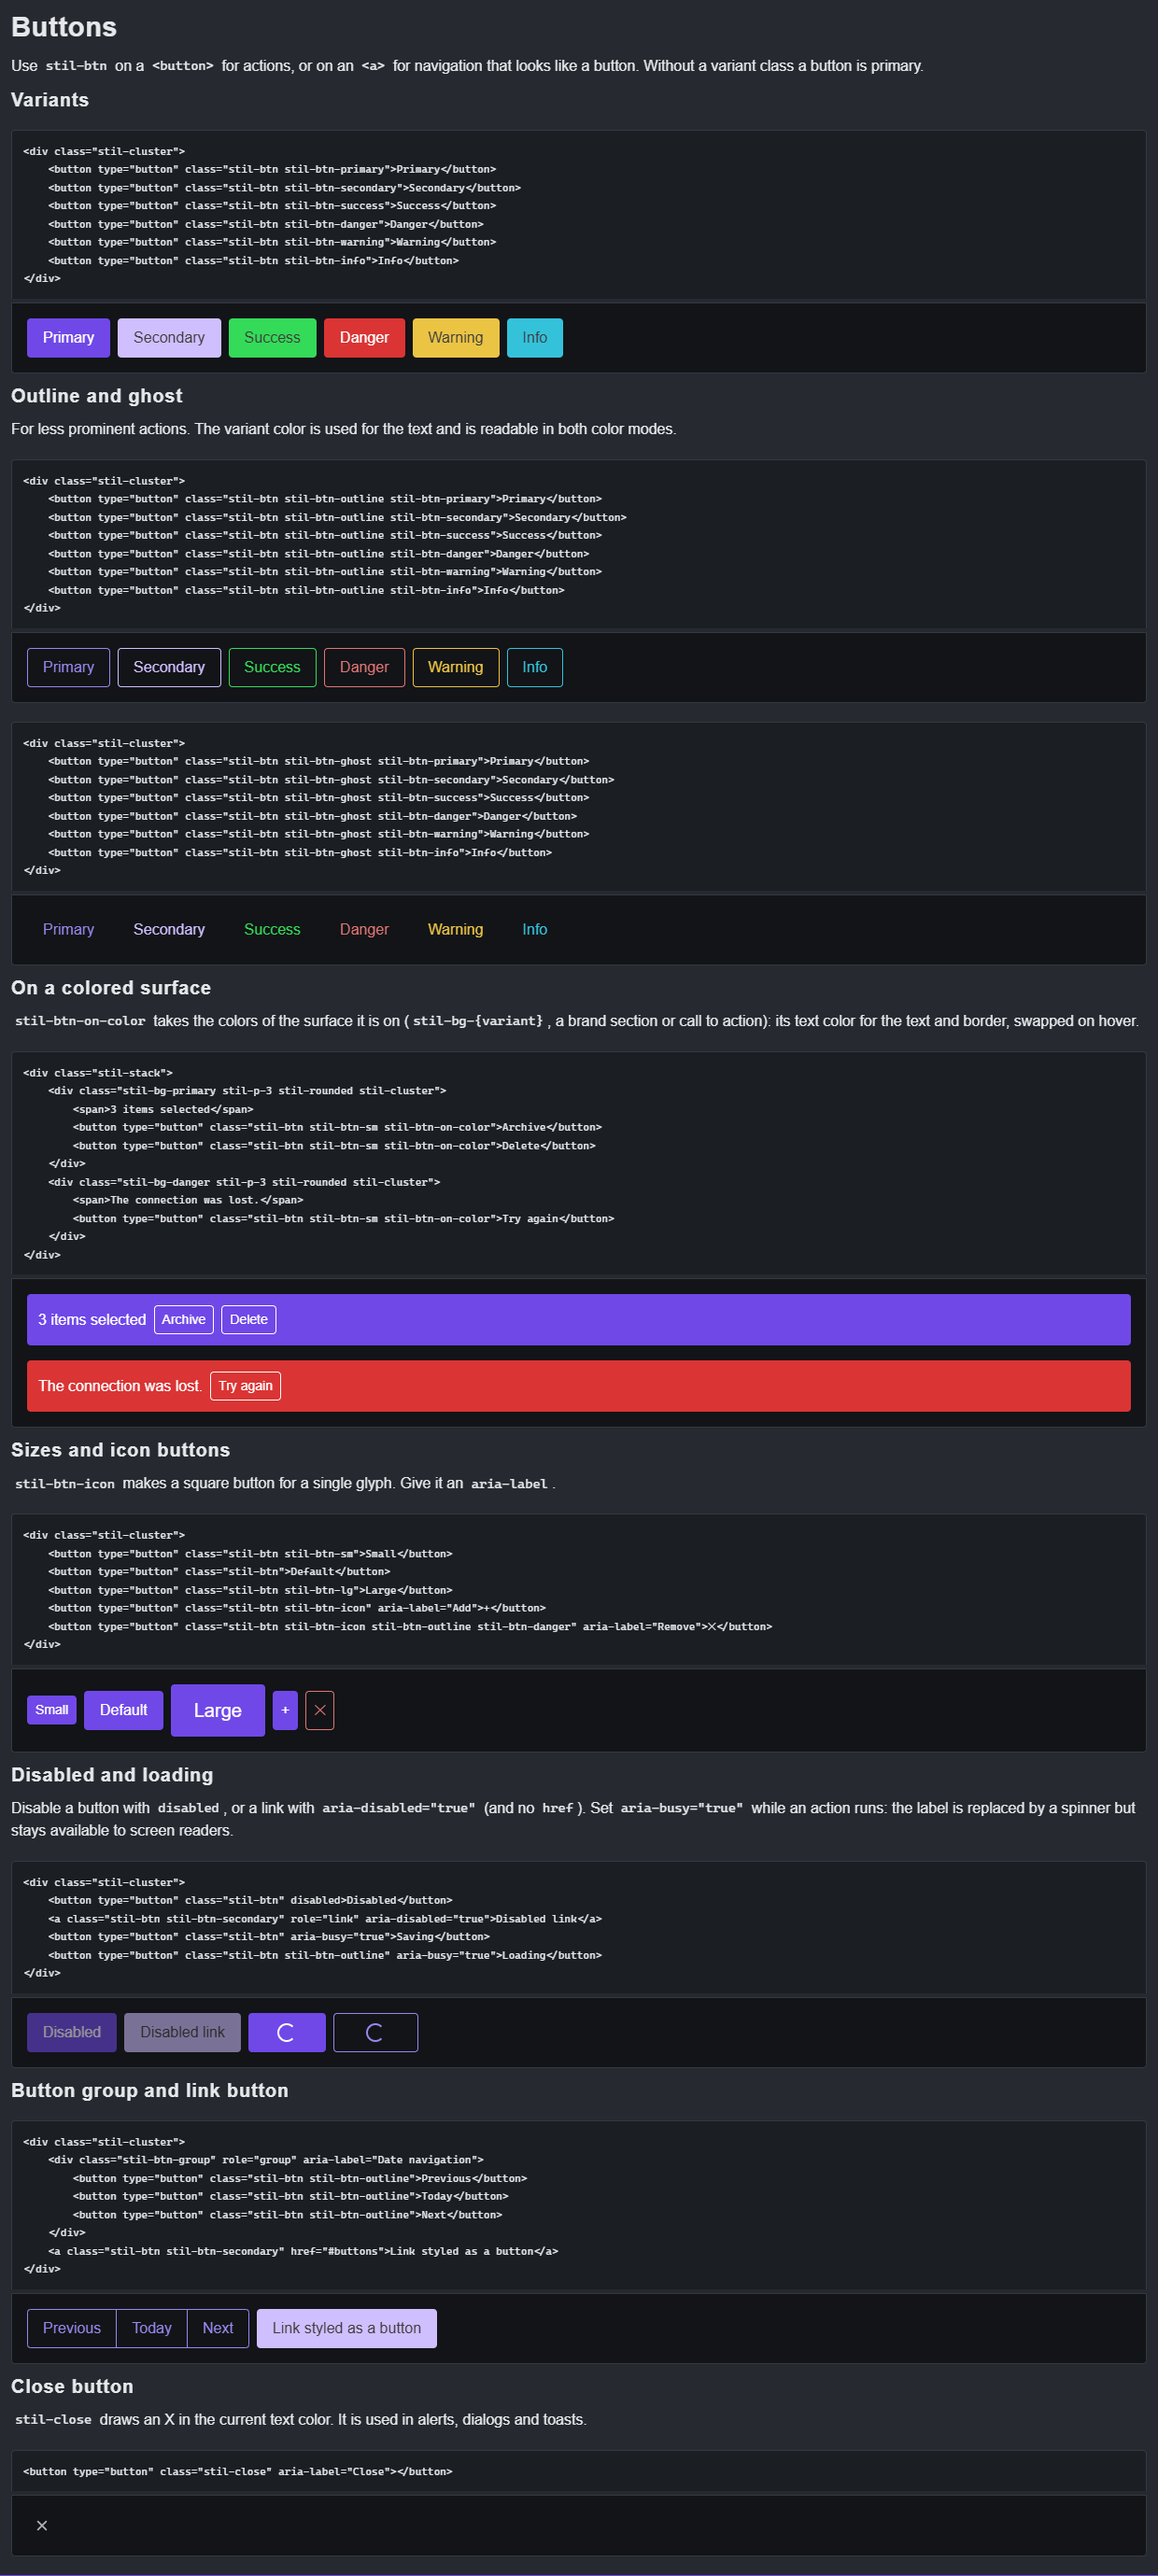 Buttons
Use stil-btn on a <button> for actions, or on an <a> for navigation that looks like a button. Without a variant class a button is primary.
Variants
<div class="stil-cluster">
    <button type="button" class="stil-btn stil-btn-primary">Primary</button>
    <button type="button" class="stil-btn stil-btn-secondary">Secondary</button>
    <button type="button" class="stil-btn stil-btn-success">Success</button>
    <button type="button" class="stil-btn stil-btn-danger">Danger</button>
    <button type="button" class="stil-btn stil-btn-warning">Warning</button>
    <button type="button" class="stil-btn stil-btn-info">Info</button>
</div>
Primary Secondary Success Danger Warning Info
Outline and ghost
For less prominent actions. The variant color is used for the text and is readable in both color modes.
<div class="stil-cluster">
    <button type="button" class="stil-btn stil-btn-outline stil-btn-primary">Primary</button>
    <button type="button" class="stil-btn stil-btn-outline stil-btn-secondary">Secondary</button>
    <button type="button" class="stil-btn stil-btn-outline stil-btn-success">Success</button>
    <button type="button" class="stil-btn stil-btn-outline stil-btn-danger">Danger</button>
    <button type="button" class="stil-btn stil-btn-outline stil-btn-warning">Warning</button>
    <button type="button" class="stil-btn stil-btn-outline stil-btn-info">Info</button>
</div>
Primary Secondary Success Danger Warning Info
<div class="stil-cluster">
    <button type="button" class="stil-btn stil-btn-ghost stil-btn-primary">Primary</button>
    <button type="button" class="stil-btn stil-btn-ghost stil-btn-secondary">Secondary</button>
    <button type="button" class="stil-btn stil-btn-ghost stil-btn-success">Success</button>
    <button type="button" class="stil-btn stil-btn-ghost stil-btn-danger">Danger</button>
    <button type="button" class="stil-btn stil-btn-ghost stil-btn-warning">Warning</button>
    <button type="button" class="stil-btn stil-btn-ghost stil-btn-info">Info</button>
</div>
Primary Secondary Success Danger Warning Info
On a colored surface
stil-btn-on-color takes the colors of the surface it is on ( stil-bg-{variant} , a brand section or call to action): its text color for the text and border, swapped on hover.
<div class="stil-stack">
    <div class="stil-bg-primary stil-p-3 stil-rounded stil-cluster">
        <span>3 items selected</span>
        <button type="button" class="stil-btn stil-btn-sm stil-btn-on-color">Archive</button>
        <button type="button" class="stil-btn stil-btn-sm stil-btn-on-color">Delete</button>
    </div>
    <div class="stil-bg-danger stil-p-3 stil-rounded stil-cluster">
        <span>The connection was lost.</span>
        <button type="button" class="stil-btn stil-btn-sm stil-btn-on-color">Try again</button>
    </div>
</div>
3 items selected Archive Delete
The connection was lost. Try again
Sizes and icon buttons
stil-btn-icon makes a square button for a single glyph. Give it an aria-label .
<div class="stil-cluster">
    <button type="button" class="stil-btn stil-btn-sm">Small</button>
    <button type="button" class="stil-btn">Default</button>
    <button type="button" class="stil-btn stil-btn-lg">Large</button>
    <button type="button" class="stil-btn stil-btn-icon" aria-label="Add">+</button>
    <button type="button" class="stil-btn stil-btn-icon stil-btn-outline stil-btn-danger" aria-label="Remove">✕</button>
</div>
Small Default Large + ✕
Disabled and loading
Disable a button with disabled , or a link with aria-disabled="true" (and no href ). Set aria-busy="true" while an action runs: the label is replaced by a spinner but
stays available to screen readers.
<div class="stil-cluster">
    <button type="button" class="stil-btn" disabled>Disabled</button>
    <a class="stil-btn stil-btn-secondary" role="link" aria-disabled="true">Disabled link</a>
    <button type="button" class="stil-btn" aria-busy="true">Saving</button>
    <button type="button" class="stil-btn stil-btn-outline" aria-busy="true">Loading</button>
</div>
Disabled Disabled link
Button group and link button
<div class="stil-cluster">
    <div class="stil-btn-group" role="group" aria-label="Date navigation">
        <button type="button" class="stil-btn stil-btn-outline">Previous</button>
        <button type="button" class="stil-btn stil-btn-outline">Today</button>
        <button type="button" class="stil-btn stil-btn-outline">Next</button>
    </div>
    <a class="stil-btn stil-btn-secondary" href="#buttons">Link styled as a button</a>
</div>
Previous Today Next Link styled as a button
Close button
stil-close draws an X in the current text color. It is used in alerts, dialogs and toasts.
<button type="button" class="stil-close" aria-label="Close"></button>